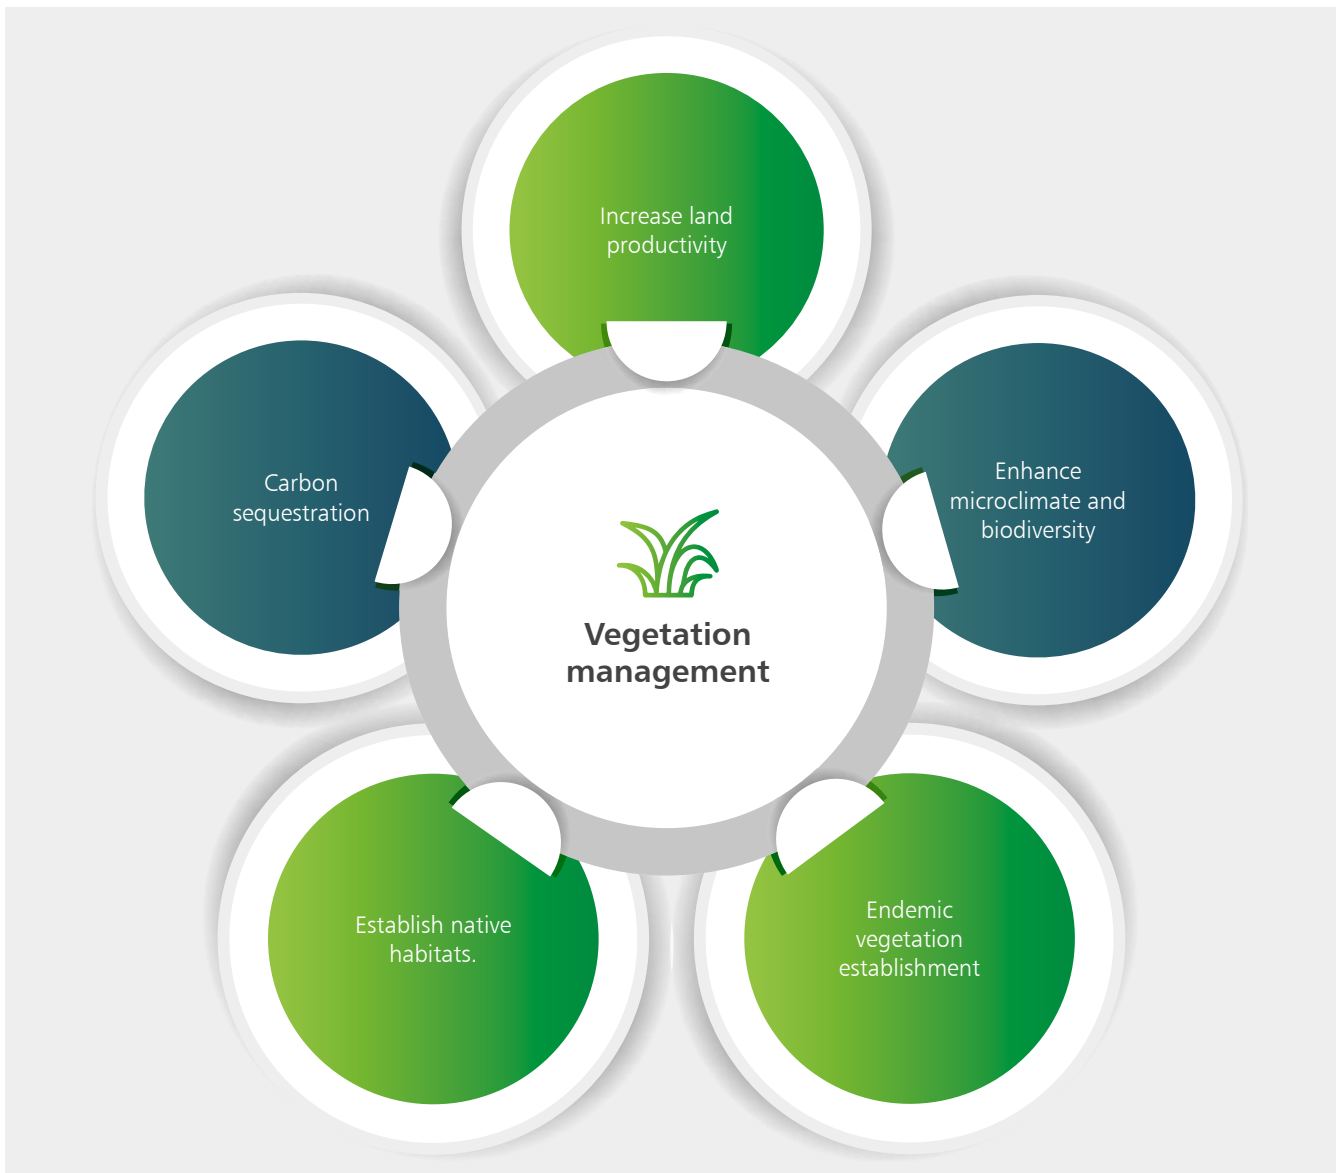 Increase land
productivity
Enhance
microclimate and
biodiversity
Carbon
sequestration
Vegetation
management
Establish native
habitats.
Endemic
vegetation
establishment